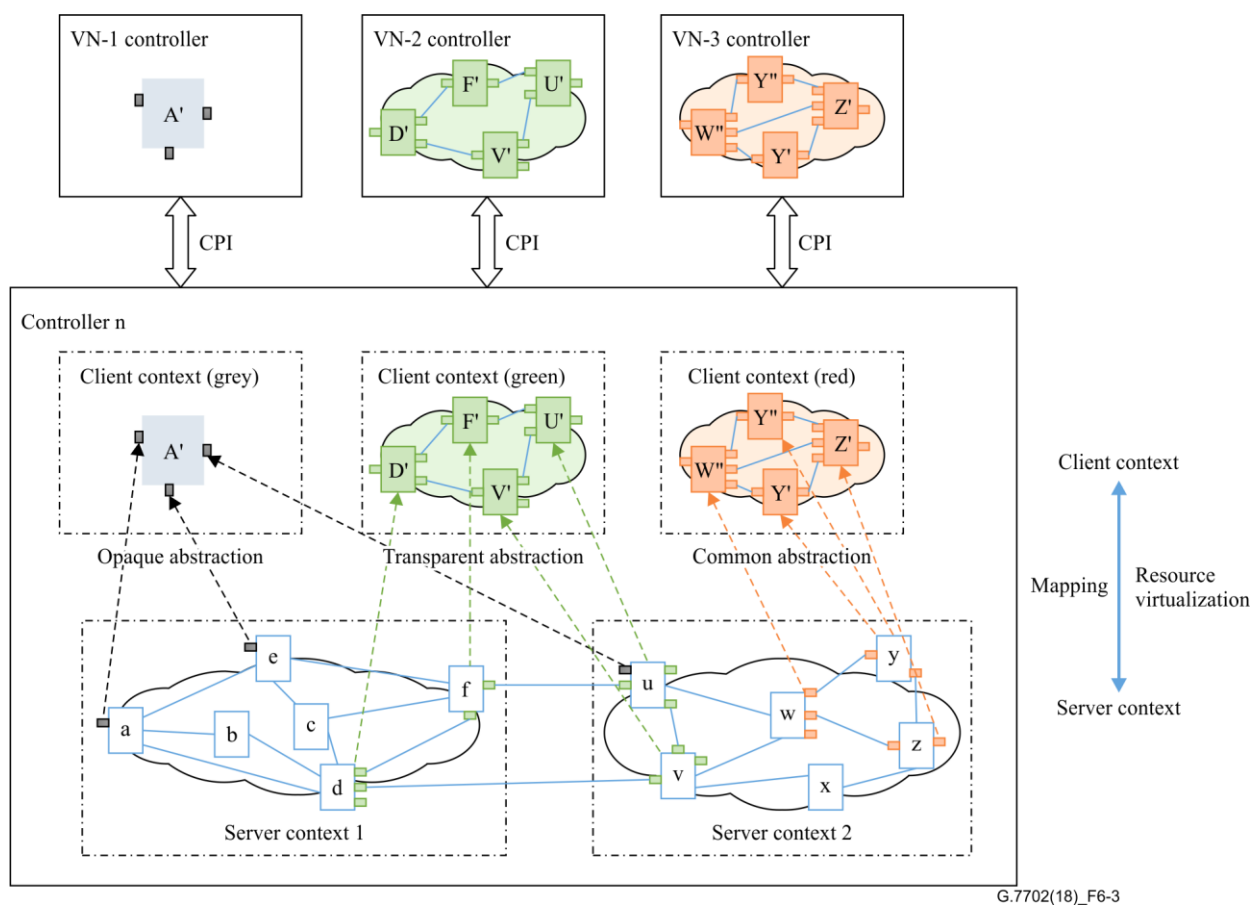 VN-1 controller
VN-2 controller
VN-3 controller
A'
D'
F'
U'
V'
W"
Y"
Z'
Y'
CPI
CPI
CPI
Controller n
Client context (grey)
Client context (green)
Client context (red)
A'
D'
F'
U'
V'
W"
Y"
Z'
Y'
Opaque abstraction
Transparent abstraction
Common abstraction
Client context
Mapping
Resource
virtualization
Server context
a
e
b
c
d
f
u
v
w
x
y
z
Server context 1
Server context 2
G.7702(18)_F6-3